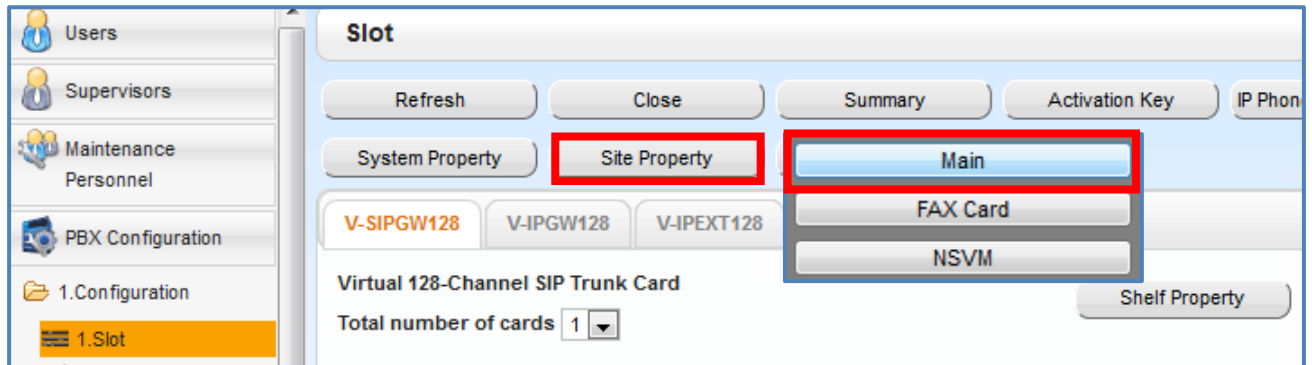 Users
Supervisors
Maintenance
Personnel
PBX Configuration
1.Configuration
1.Slot
Slot
Refresh
Close
Summary
Activation Key
IP Phon
System Property
Site Property
Main
FAX Card
NSVM
V-SIPGW128
V-IPGW128
V-IPEXT128
Virtual 128-Channel SIP Trunk Card
Total number of cards 1
Shelf Property